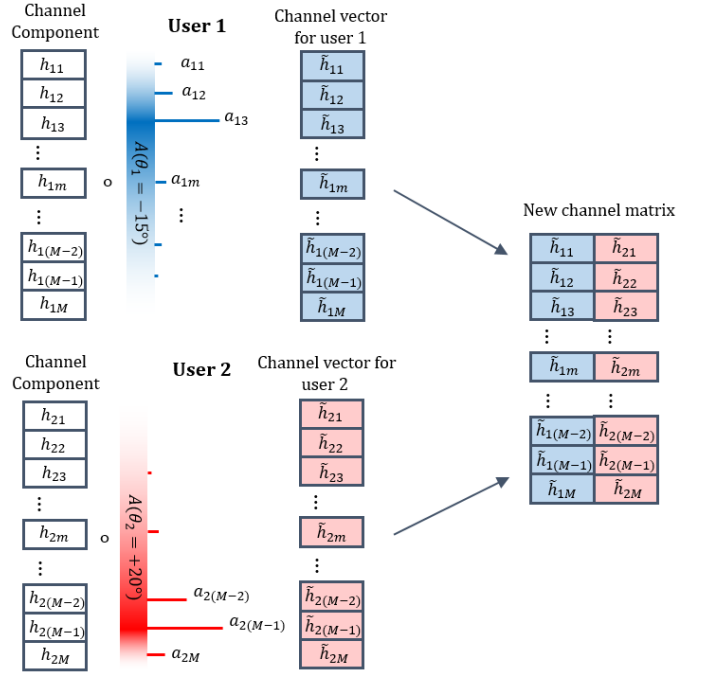 Channel
Component
User 1
Channel vector
for user 1
h₁₁
h₁₂
h₁₃
⋮
h₁ₘ
⋮
h₁₍M₋₂₎
h₁₍M₋₁₎
h₁M
∘
A(θ₁ = −15°)
a₁₁
a₁₂
a₁₃
a₁ₘ
⋮
h̃₁₁
h̃₁₂
h̃₁₃
⋮
h̃₁ₘ
⋮
h̃₁₍M₋₂₎
h̃₁₍M₋₁₎
h̃₁M
New channel matrix
h̃₁₁ h̃₂₁
h̃₁₂ h̃₂₂
h̃₁₃ h̃₂₃
⋮ ⋮
h̃₁ₘ h̃₂ₘ
⋮ ⋮
h̃₁₍M₋₂₎ h̃₂₍M₋₂₎
h̃₁₍M₋₁₎ h̃₂₍M₋₁₎
h̃₁M h̃₂M
Channel
Component
User 2
Channel vector for
user 2
h₂₁
h₂₂
h₂₃
⋮
h₂ₘ
⋮
h₂₍M₋₂₎
h₂₍M₋₁₎
h₂M
∘
A(θ₂ = +20°)
a₂₍M₋₂₎
a₂₍M₋₁₎
a₂M
h̃₂₁
h̃₂₂
h̃₂₃
⋮
h̃₂ₘ
⋮
h̃₂₍M₋₂₎
h̃₂₍M₋₁₎
h̃₂M